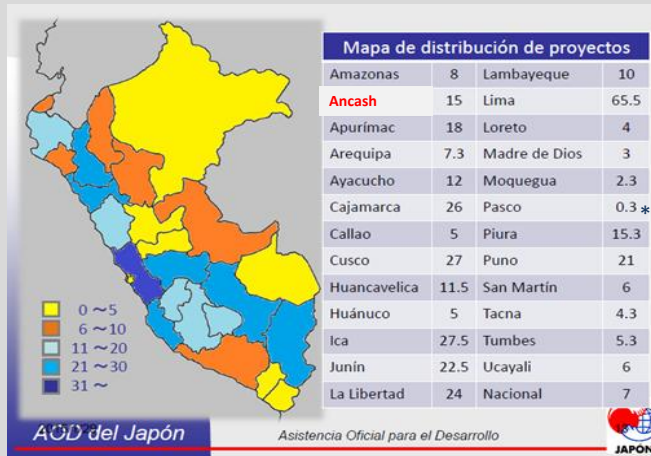 Mapa de distribución de proyectos
Amazonas 8 Lambayeque 10
Ancash 15 Lima 65.5
Apurímac 18 Loreto 4
Arequipa 7.3 Madre de Dios 3
Ayacucho 12 Moquegua 2.3
Cajamarca 26 Pasco 0.3 *
Callao 5 Piura 15.3
Cusco 27 Puno 21
Huancavelica 11.5 San Martín 6
Huánuco 5 Tacna 4.3
Ica 27.5 Tumbes 5.3
Junín 22.5 Ucayali 6
La Libertad 24 Nacional 7
0 ～5
6 ～10
11 ～20
21 ～30
31 ～
AOD del Japón
Asistencia Oficial para el Desarrollo
JAPÓN